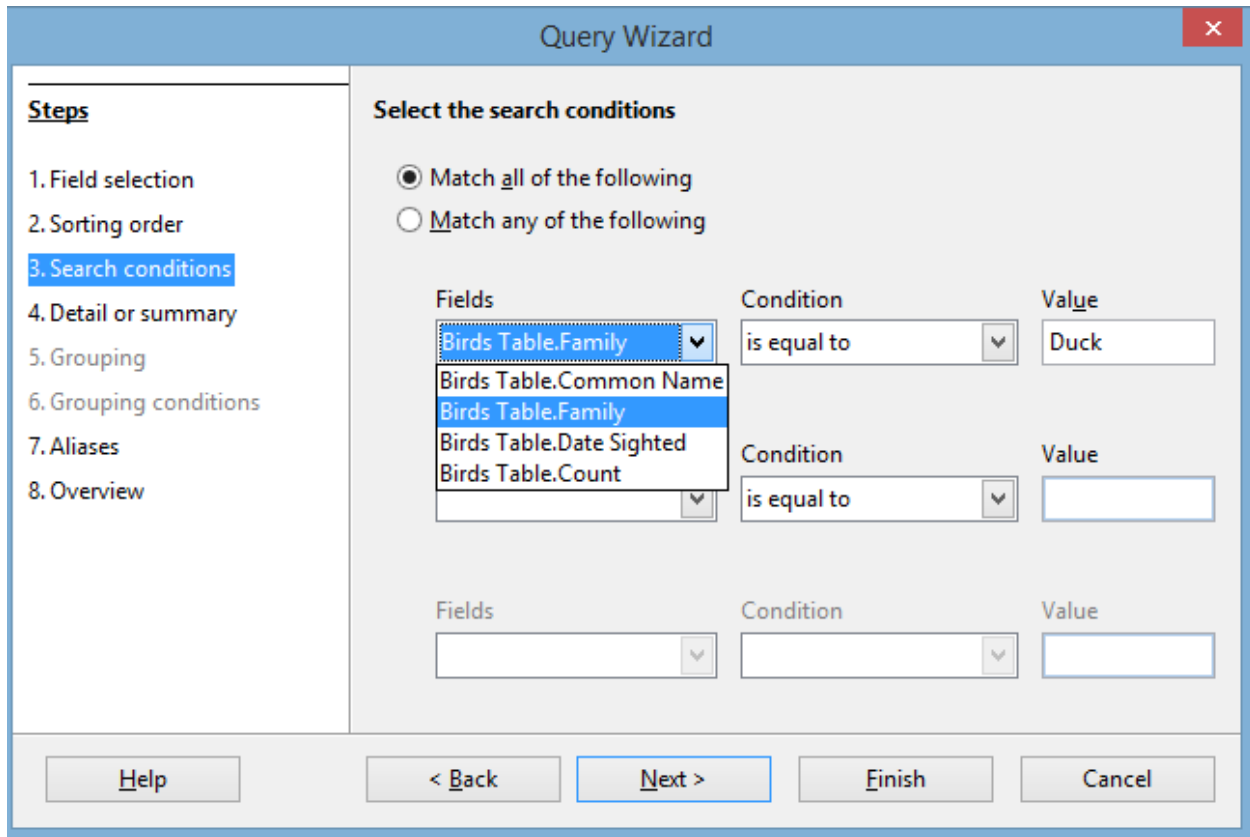 Query Wizard
Steps
1. Field selection
2. Sorting order
3. Search conditions
4. Detail or summary
5. Grouping
6. Grouping conditions
7. Aliases
8. Overview
Select the search conditions
Match all of the following
Match any of the following
Fields Condition Value
Birds Table.Family is equal to Duck
Birds Table.Common Name
Birds Table.Family
Birds Table.Date Sighted
Birds Table.Count
Condition Value
is equal to
Fields Condition Value
Help < Back Next > Finish Cancel